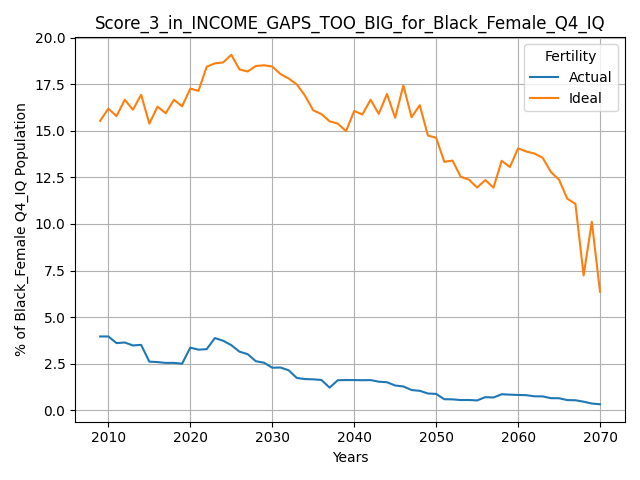 Score_3_in_INCOME_GAPS_TOO_BIG_for_Black_Female_Q4_IQ
Fertility
Actual
Ideal
% of Black_Female Q4_IQ Population
20.0
17.5
15.0
12.5
10.0
7.5
5.0
2.5
0.0
2010 2020 2030 2040 2050 2060 2070
Years